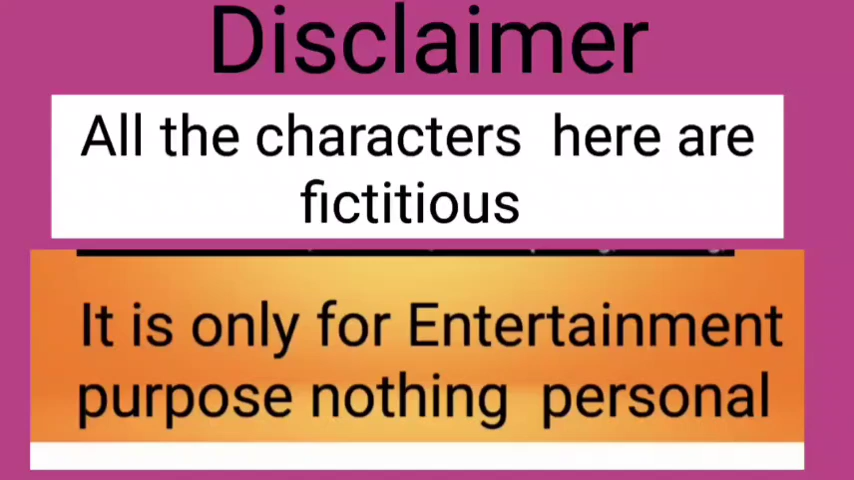 Disclaimer
All the characters here are
fictitious
It is only for Entertainment
purpose nothing personal